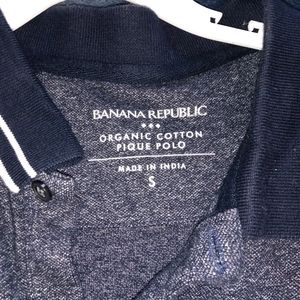 BANANA REPUBLIC
ORGANIC COTTON
PIQUE POLO
MADE IN INDIA
S